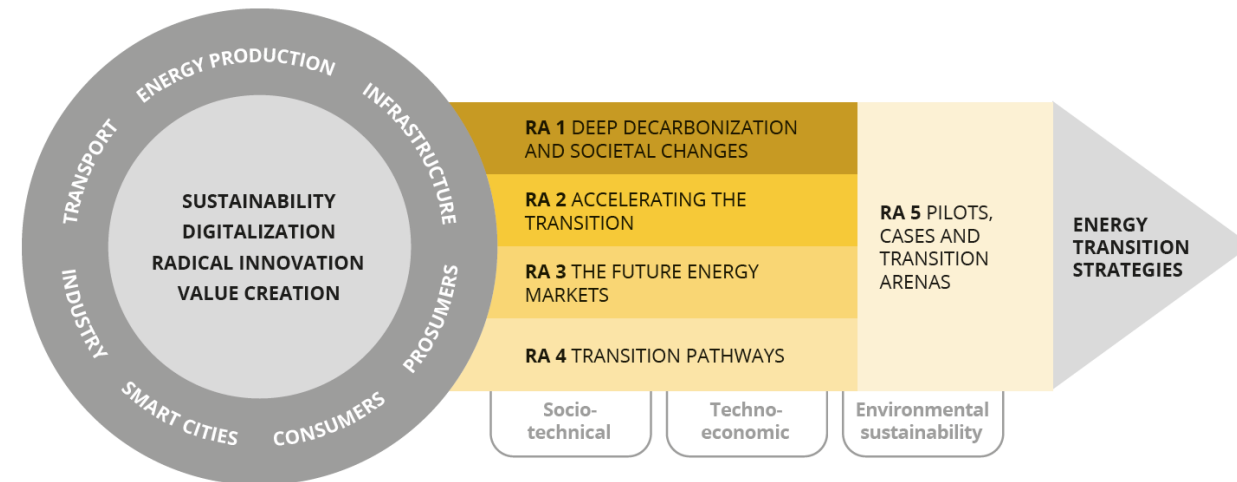 ENERGY PRODUCTION
INFRASTRUCTURE
PROSUMERS
CONSUMERS
SMART CITIES
INDUSTRY
TRANSPORT
SUSTAINABILITY
DIGITALIZATION
RADICAL INNOVATION
VALUE CREATION
RA 1 DEEP DECARBONIZATION
AND SOCIETAL CHANGES
RA 2 ACCELERATING THE
TRANSITION
RA 3 THE FUTURE ENERGY
MARKETS
RA 4 TRANSITION PATHWAYS
RA 5 PILOTS,
CASES AND
TRANSITION
ARENAS
ENERGY
TRANSITION
STRATEGIES
Socio-
technical
Techno-
economic
Environmental
sustainability